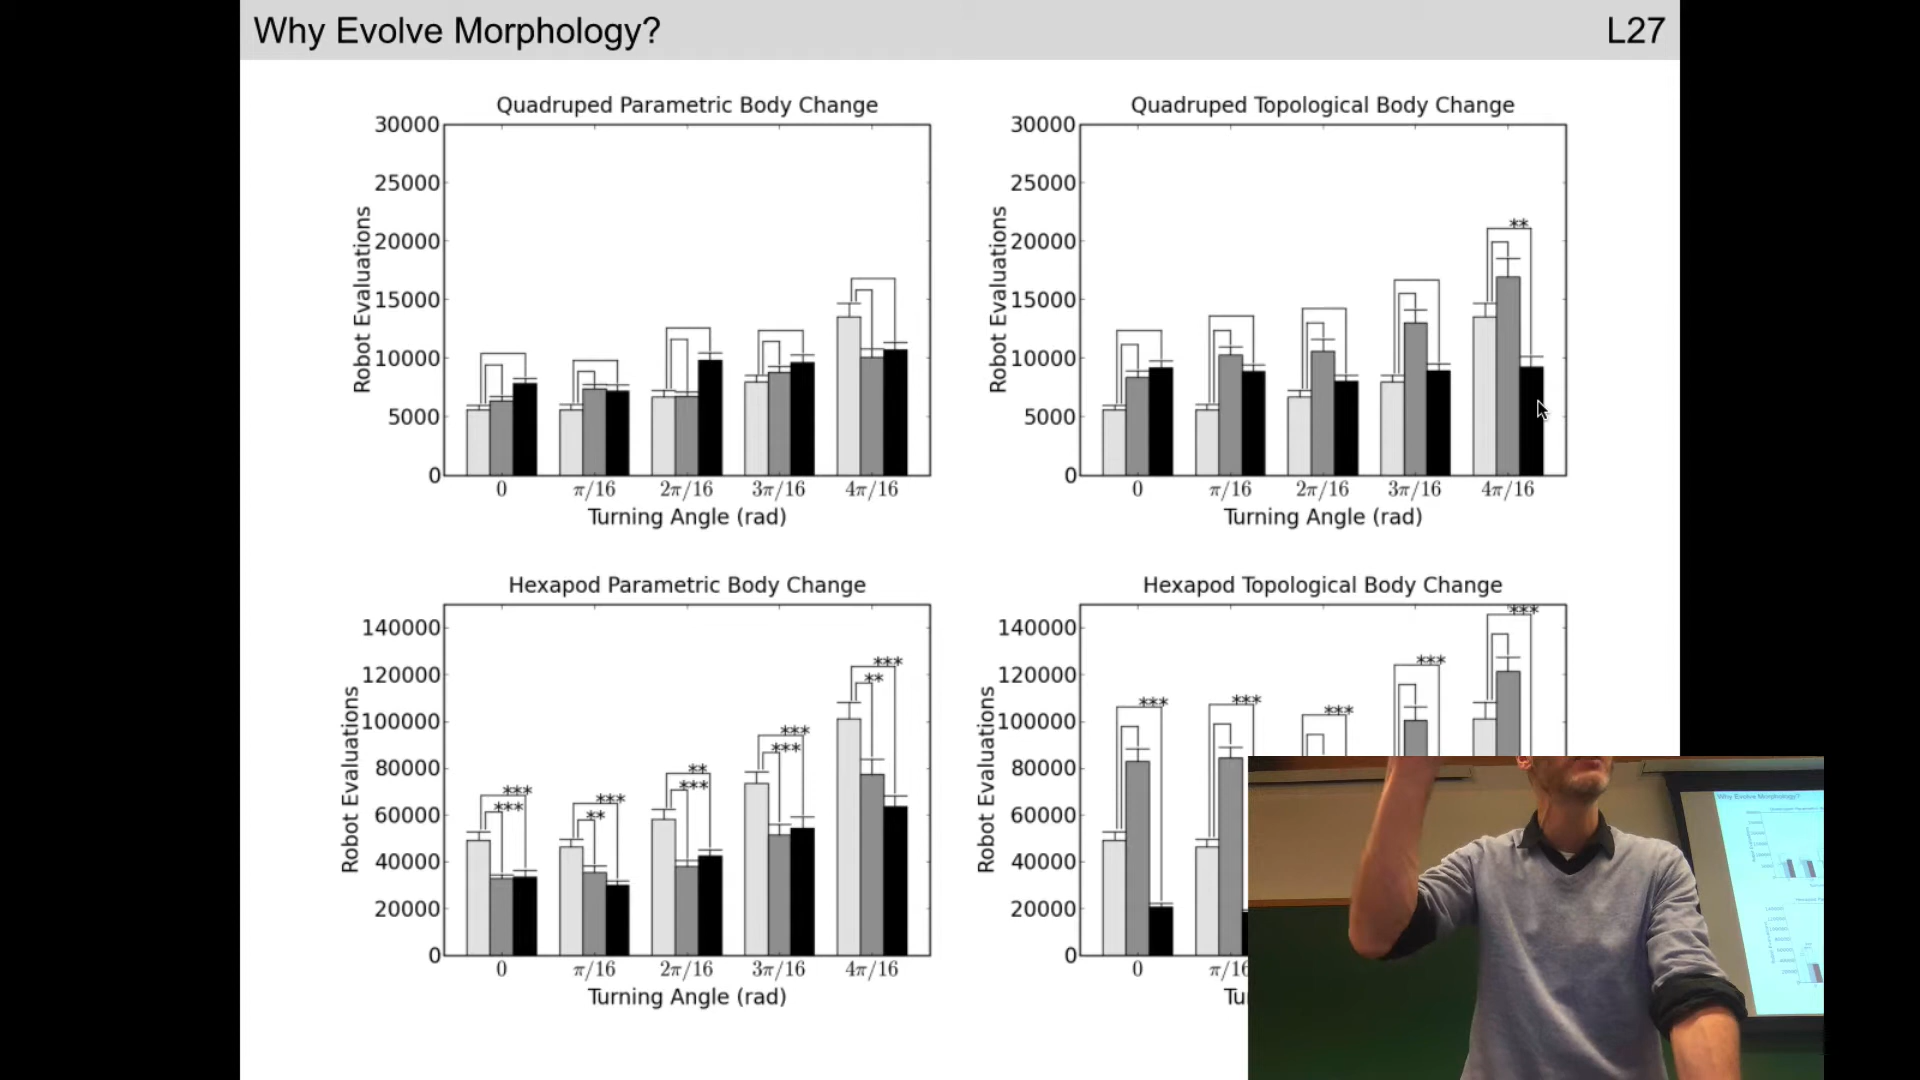 Why Evolve Morphology?
L27
Quadruped Parametric Body Change
30000
25000
20000
15000
10000
5000
0
Robot Evaluations
0 π/16 2π/16 3π/16 4π/16
Turning Angle (rad)
Quadruped Topological Body Change
30000
25000
20000
15000
10000
5000
0
Robot Evaluations
**
0 π/16 2π/16 3π/16 4π/16
Turning Angle (rad)
Hexapod Parametric Body Change
140000
120000
100000
80000
60000
40000
20000
0
Robot Evaluations
*** *** *** ** ** *** *** *** *** **
0 π/16 2π/16 3π/16 4π/16
Turning Angle (rad)
Hexapod Topological Body Change
140000
120000
100000
80000
60000
40000
20000
0
Robot Evaluations
*** *** *** *** ***
0 π/16
Why Evolve Morphology?